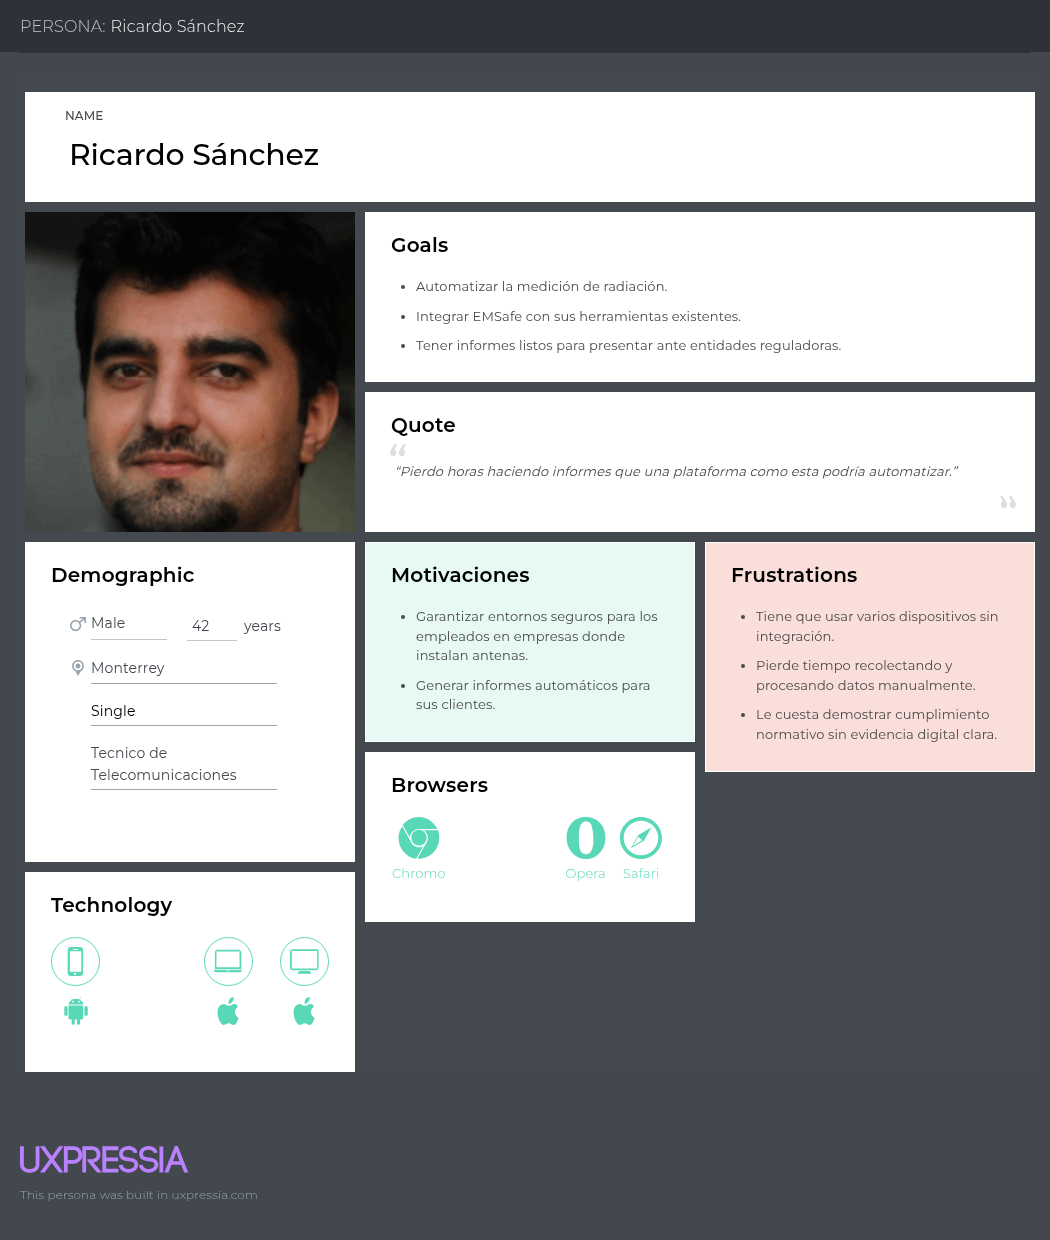 PERSONA: Ricardo Sánchez
NAME
Ricardo Sánchez
Goals
Automatizar la medición de radiación.
Integrar EMSafe con sus herramientas existentes.
Tener informes listos para presentar ante entidades reguladoras.
Quote
“Pierdo horas haciendo informes que una plataforma como esta podría automatizar.”
Demographic
Male 42 years
Monterrey
Single
Tecnico de
Telecomunicaciones
Technology
Motivaciones
Garantizar entornos seguros para los
empleados en empresas donde
instalan antenas.
Generar informes automáticos para
sus clientes.
Browsers
Chromo Opera Safari
Frustrations
Tiene que usar varios dispositivos sin
integración.
Pierde tiempo recolectando y
procesando datos manualmente.
Le cuesta demostrar cumplimiento
normativo sin evidencia digital clara.
UXPRESSIA
This persona was built in uxpressia.com